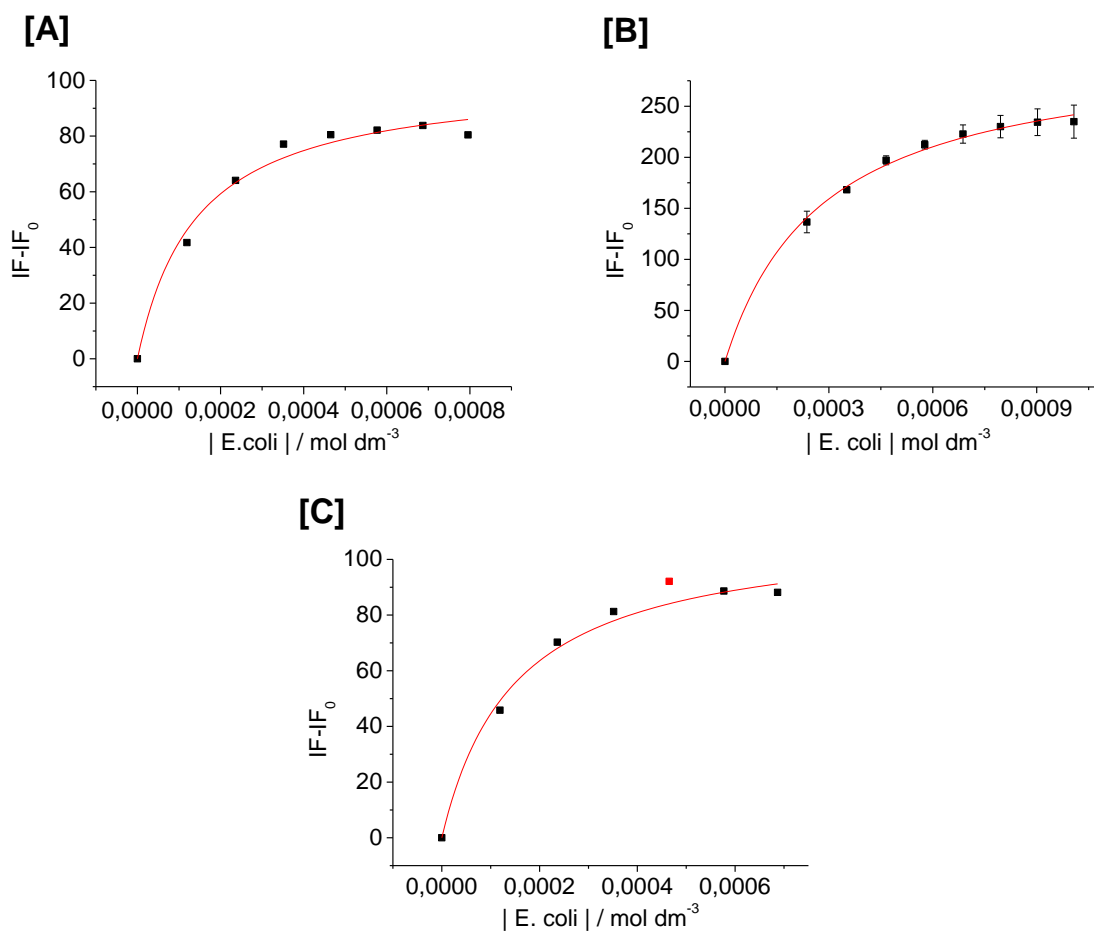 [A]
100
80
60
40
20
0
IF-IF₀
0,0000 0,0002 0,0004 0,0006 0,0008
| E.coli | / mol dm⁻³
[B]
250
200
150
100
50
0
IF-IF₀
0,0000 0,0003 0,0006 0,0009
| E. coli | mol dm⁻³
[C]
100
80
60
40
20
0
IF-IF₀
0,0000 0,0002 0,0004 0,0006
| E. coli | / mol dm⁻³